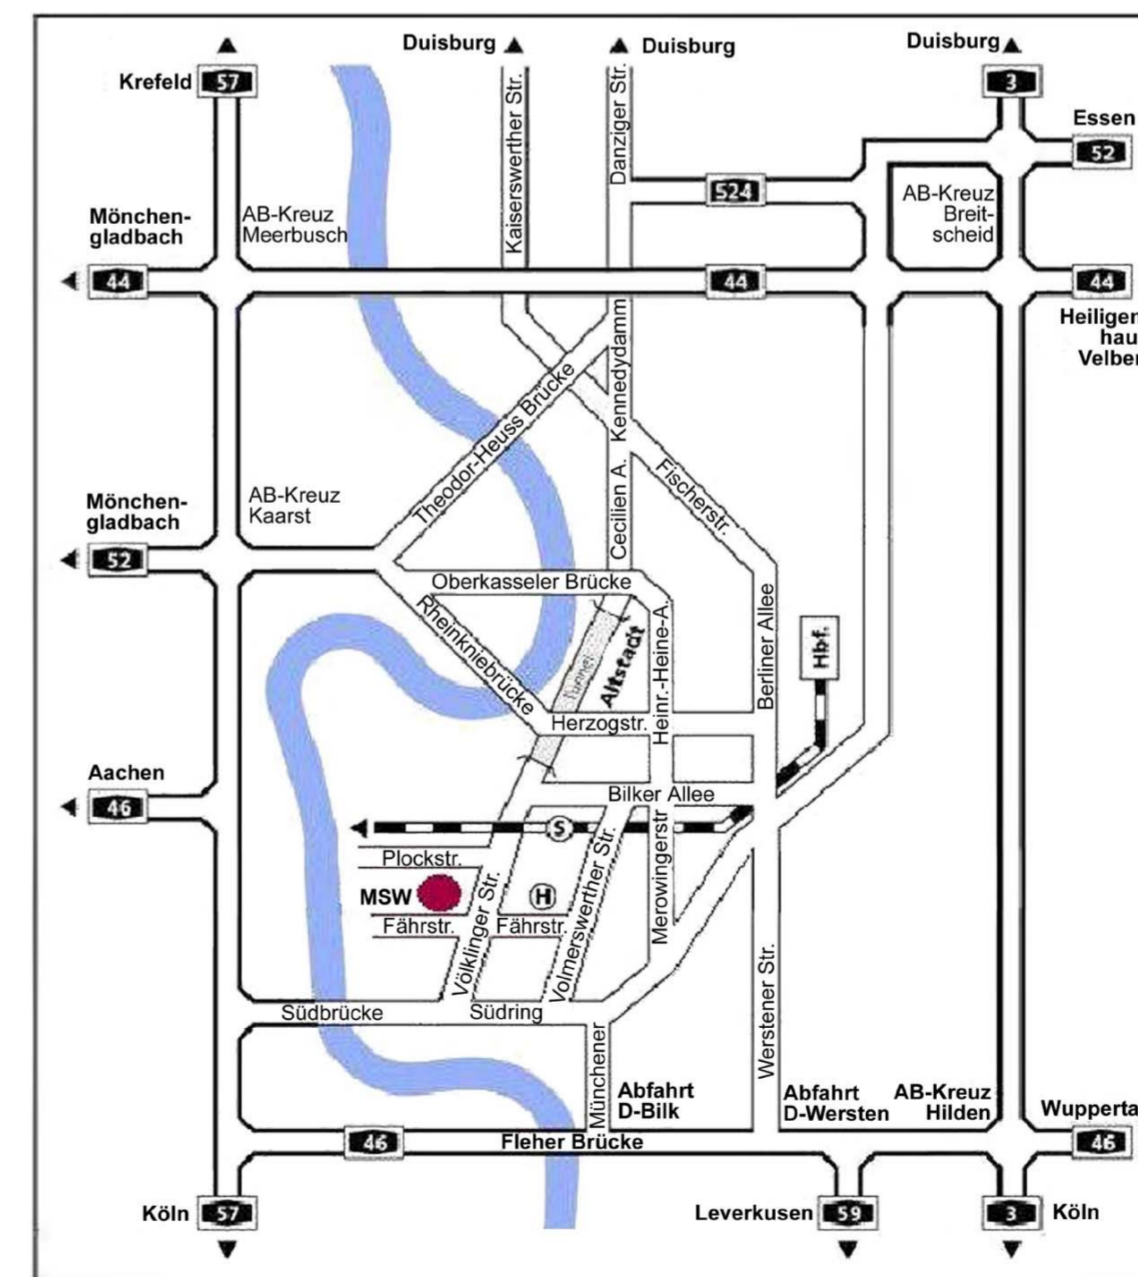 Duisburg
Duisburg
Duisburg
Krefeld
57
3
Essen
52
Kaiserswerther Str.
Danziger Str.
524
AB-Kreuz
Breit-
scheid
Mönchen-
gladbach
AB-Kreuz
Meerbusch
44
44
44
Heiligen
hau
Velber
Theodor-Heuss Brücke
Kennedydamm
Cecilien A.
Fischerstr.
Mönchen-
gladbach
AB-Kreuz
Kaarst
52
Oberkasseler Brücke
Rheinkniebrücke
Tunnel
Altstadt
Heinr.-Heine-A.
Berliner Allee
Hbf.
Herzogstr.
Aachen
46
Bilker Allee
S
Plockstr.
MSW
H
Fährstr.
Fährstr.
Völklinger Str.
Volmerswerther Str.
Merowingerstr
Werstener Str.
Südbrücke
Südring
Münchener
Abfahrt
D-Bilk
Abfahrt
D-Wersten
AB-Kreuz
Hilden
Wupperta
46
Fleher Brücke
46
Köln
57
Leverkusen
59
3
Köln